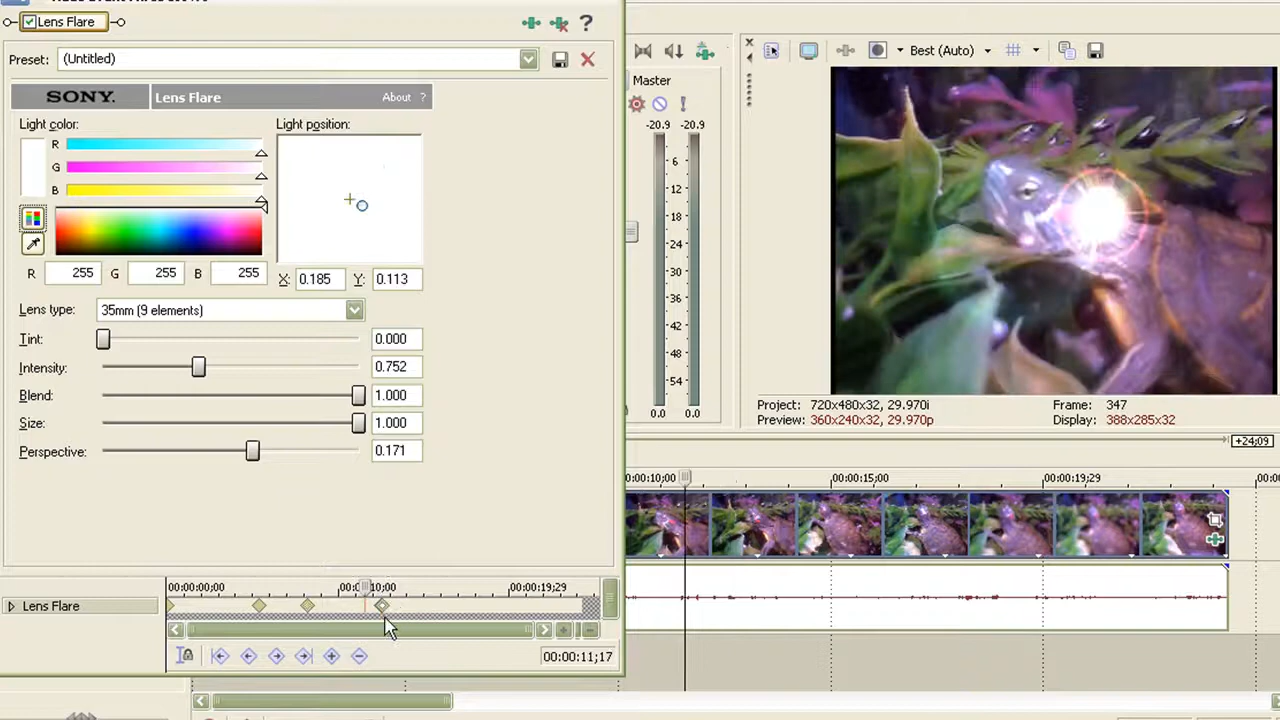 Lens Flare
?
Preset: (Untitled)
SONY. Lens Flare About ?
Light color:
Light position:
R
G
B
R 255 G 255 B 255
X: 0.185 Y: 0.113
Lens type: 35mm (9 elements)
Tint: 0.000
Intensity: 0.752
Blend: 1.000
Size: 1.000
Perspective: 0.171
00:00:00;00
00:00:10;00
00:00:19;29
Lens Flare
00:00:11;17
Master
-20.9 -20.9
6
12
18
24
30
36
42
48
54
0.0 0.0
Best (Auto)
Project: 720x480x32, 29.970i
Frame: 347
Preview: 360x240x32, 29.970p
Display: 388x285x32
+24;09
00:00:15;00
00:00:19;29